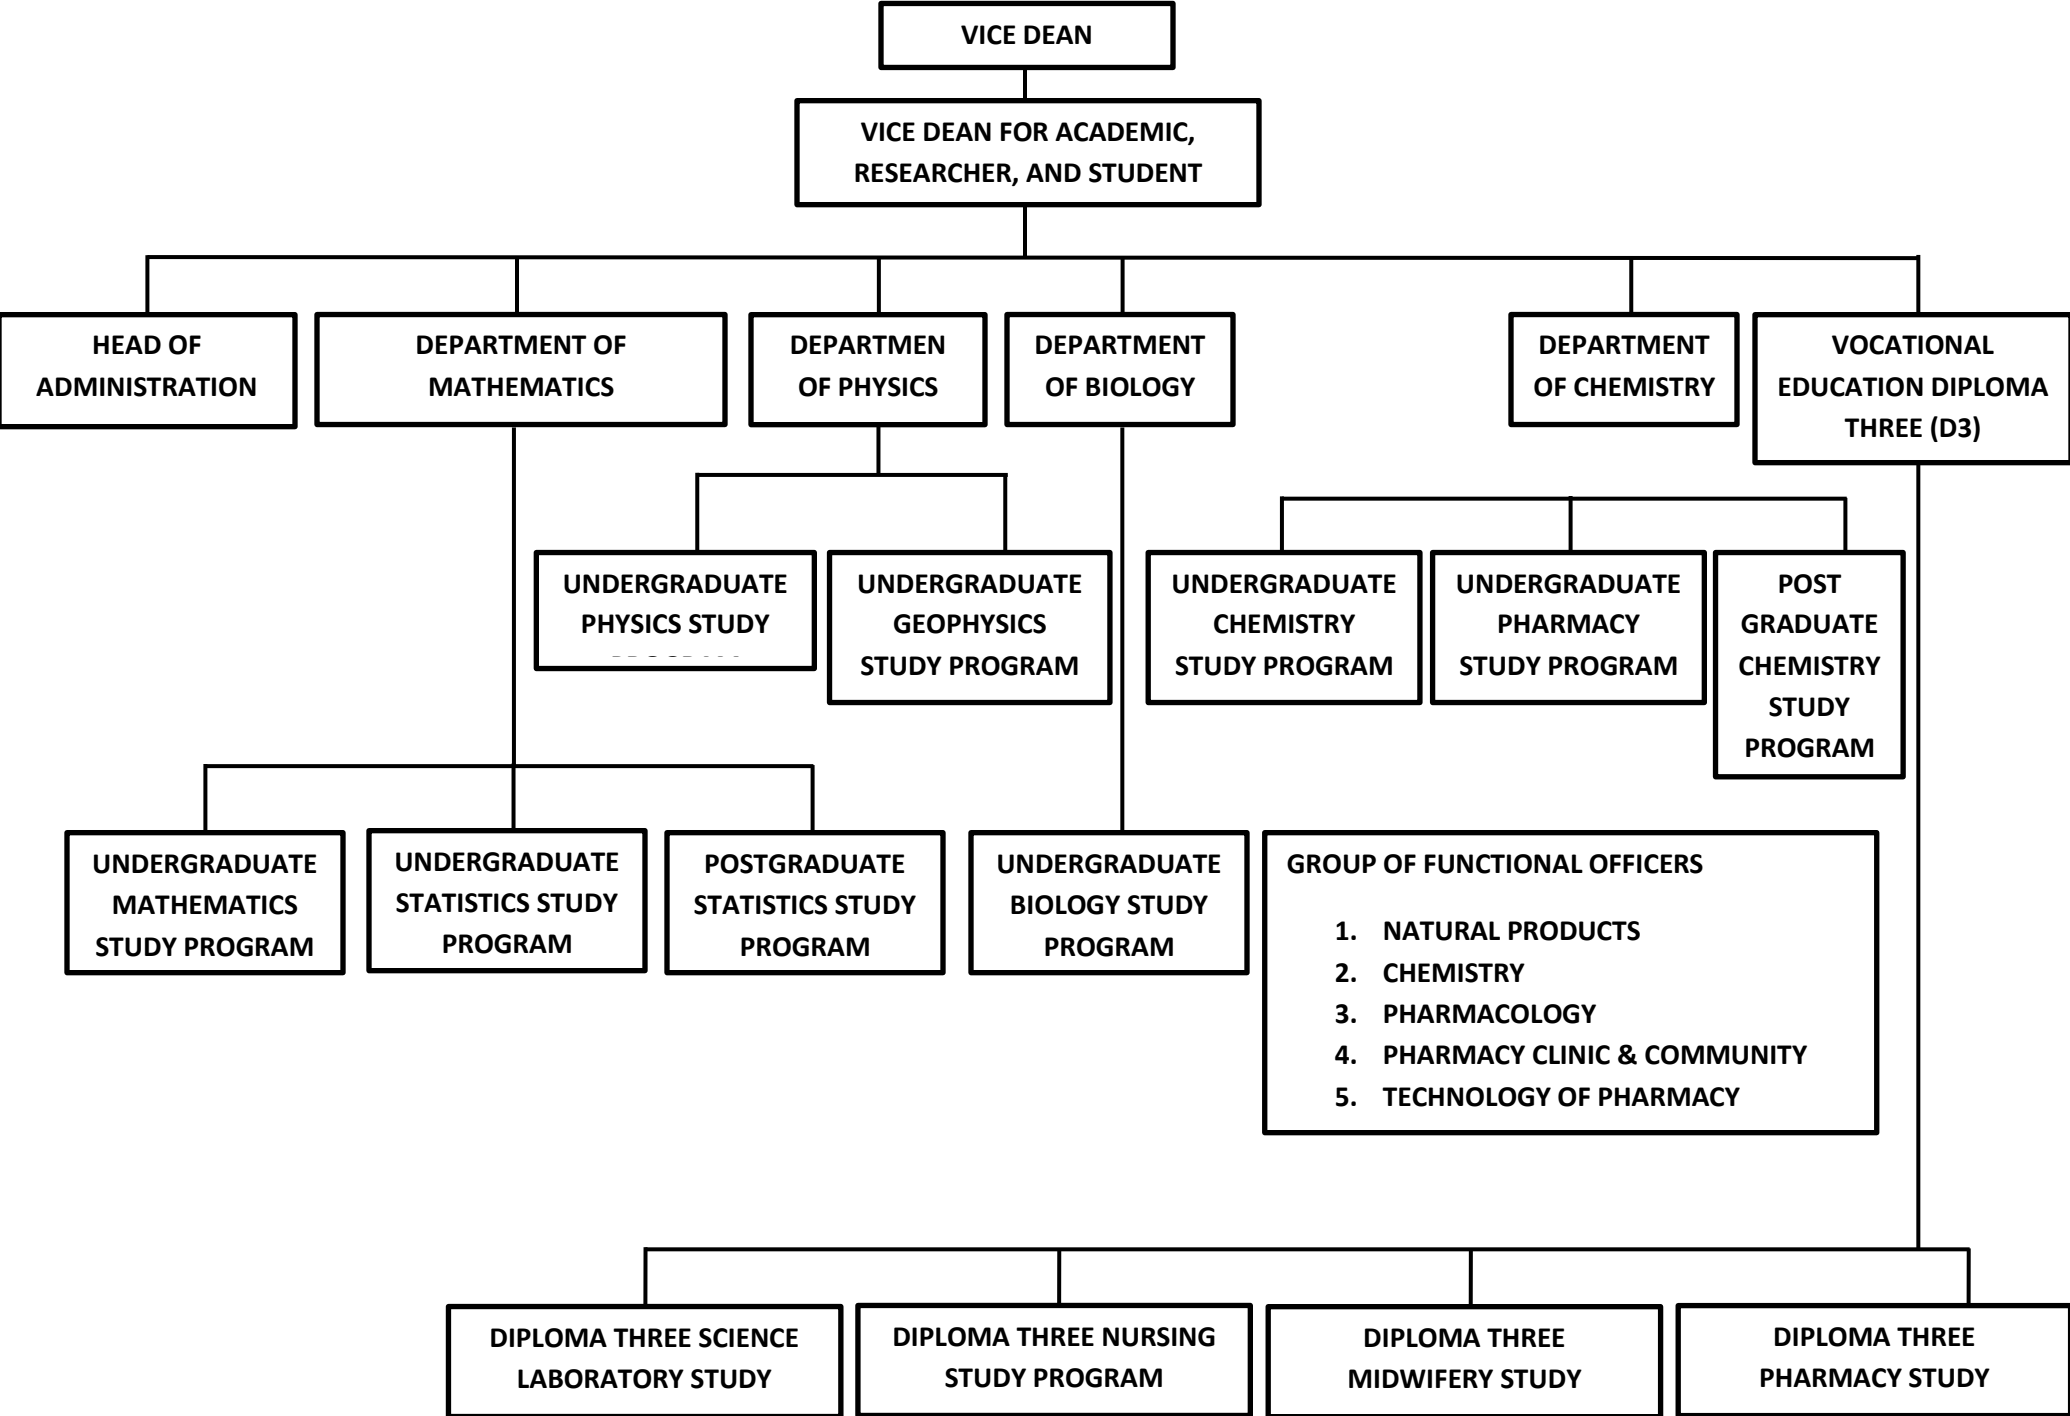 VICE DEAN
VICE DEAN FOR ACADEMIC,
RESEARCHER, AND STUDENT
HEAD OF
ADMINISTRATION
DEPARTMENT OF
MATHEMATICS
DEPARTMEN
OF PHYSICS
DEPARTMENT
OF BIOLOGY
DEPARTMENT
OF CHEMISTRY
VOCATIONAL
EDUCATION DIPLOMA
THREE (D3)
UNDERGRADUATE
PHYSICS STUDY
UNDERGRADUATE
GEOPHYSICS
STUDY PROGRAM
UNDERGRADUATE
CHEMISTRY
STUDY PROGRAM
UNDERGRADUATE
PHARMACY
STUDY PROGRAM
POST
GRADUATE
CHEMISTRY
STUDY
PROGRAM
UNDERGRADUATE
MATHEMATICS
STUDY PROGRAM
UNDERGRADUATE
STATISTICS STUDY
PROGRAM
POSTGRADUATE
STATISTICS STUDY
PROGRAM
UNDERGRADUATE
BIOLOGY STUDY
PROGRAM
GROUP OF FUNCTIONAL OFFICERS
1. NATURAL PRODUCTS
2. CHEMISTRY
3. PHARMACOLOGY
4. PHARMACY CLINIC & COMMUNITY
5. TECHNOLOGY OF PHARMACY
DIPLOMA THREE SCIENCE
LABORATORY STUDY
DIPLOMA THREE NURSING
STUDY PROGRAM
DIPLOMA THREE
MIDWIFERY STUDY
DIPLOMA THREE
PHARMACY STUDY